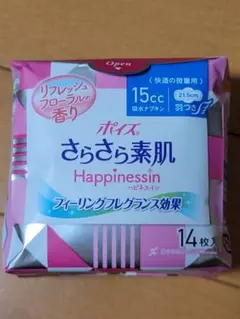 Open
リフレッシュ
フローラルの
香り
〈快適の微量用〉
15cc
吸水ナプキン
21.5cm
羽つき
ポイズ®
さらさら素肌
Happinessin
ハピネスイン
フィーリングフレグランス効果
14枚入